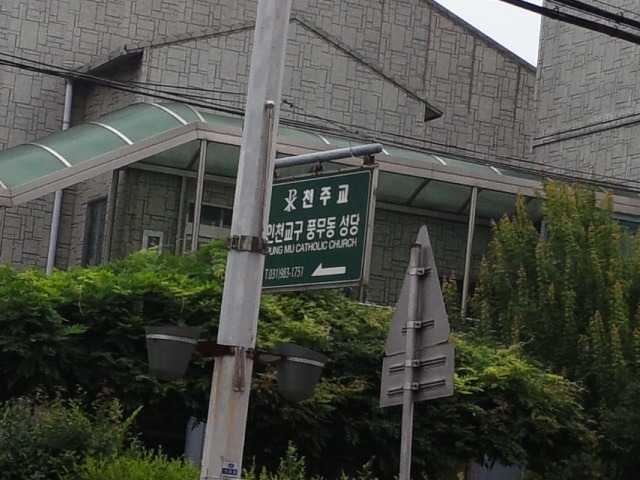 천주교
인천교구 풍무동 성당
PUNG MU CATHOLIC CHURCH
T.031)983-1751